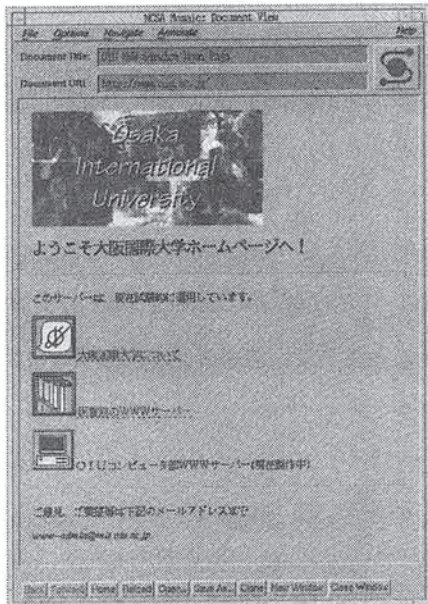 NCSA Mosaic: Document View
File Options Navigate Annotate Help
Document Title:
Document URL:
Osaka
International
University
ようこそ大阪国際大学ホームページへ！
このサーバーは、現在試験的に運用しています。
大阪国際大学について
WWWサーバー
OIUコンピュータ部WWWサーバー(現在製作中)
ご意見、ご要望等は下記のメールアドレスまで
Back Forward Home Reload Open... Save As... Clone New Window Close Window